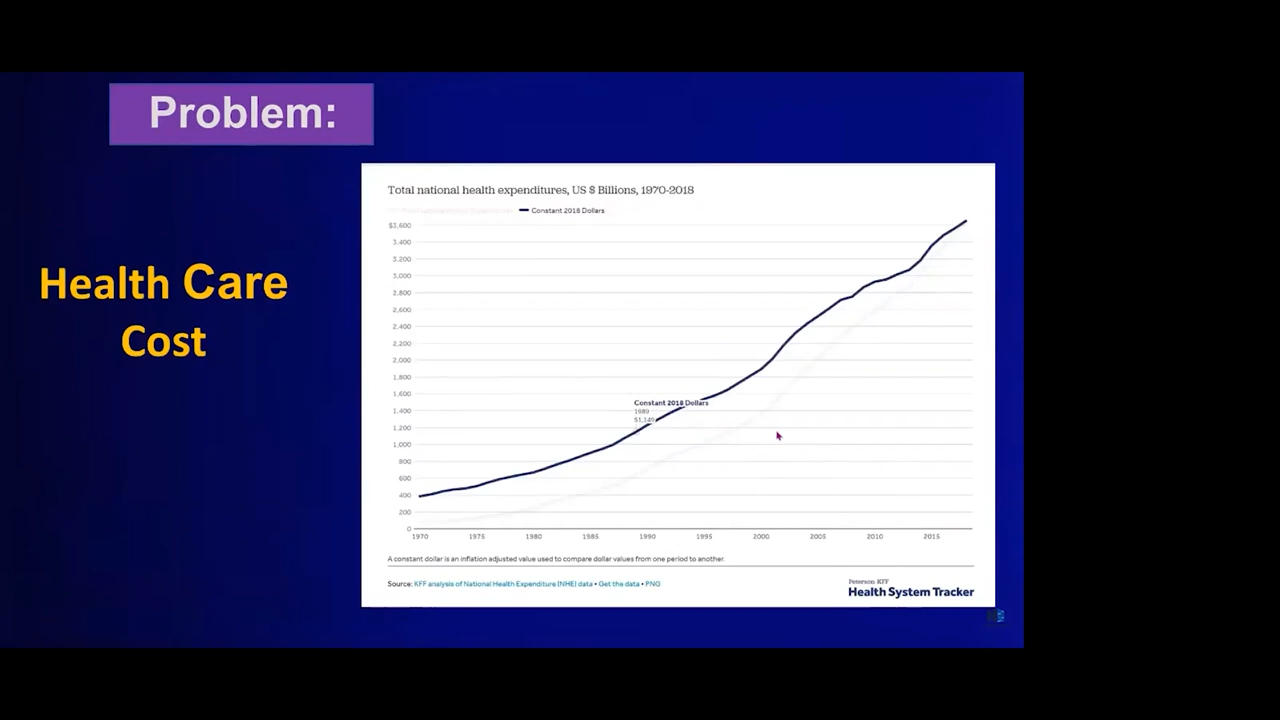 Problem:
Health Care
Cost
Total national health expenditures, US $ Billions, 1970-2018
Constant 2018 Dollars
$3,600
3,400
3,200
3,000
2,800
2,600
2,400
2,200
2,000
1,800
1,600
1,400
1,200
1,000
800
600
400
200
0
Constant 2018 Dollars
1989
$1,149
1970 1975 1980 1985 1990 1995 2000 2005 2010 2015
A constant dollar is an inflation adjusted value used to compare dollar values from one period to another.
Source: KFF analysis of National Health Expenditure (NHE) data • Get the data • PNG
Peterson-KFF
Health System Tracker